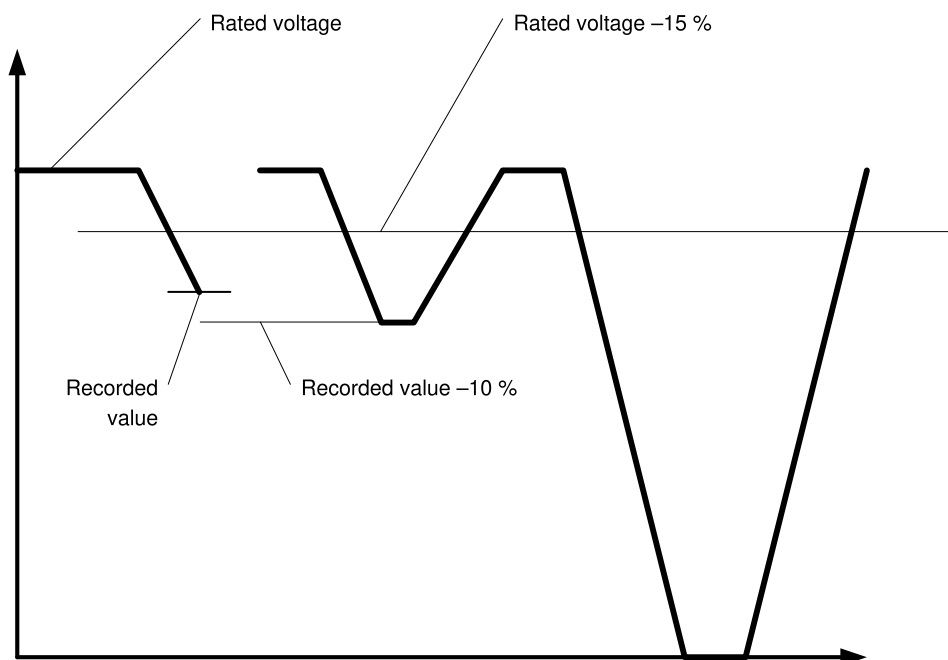 Rated voltage
Rated voltage –15 %
Recorded
value
Recorded value –10 %